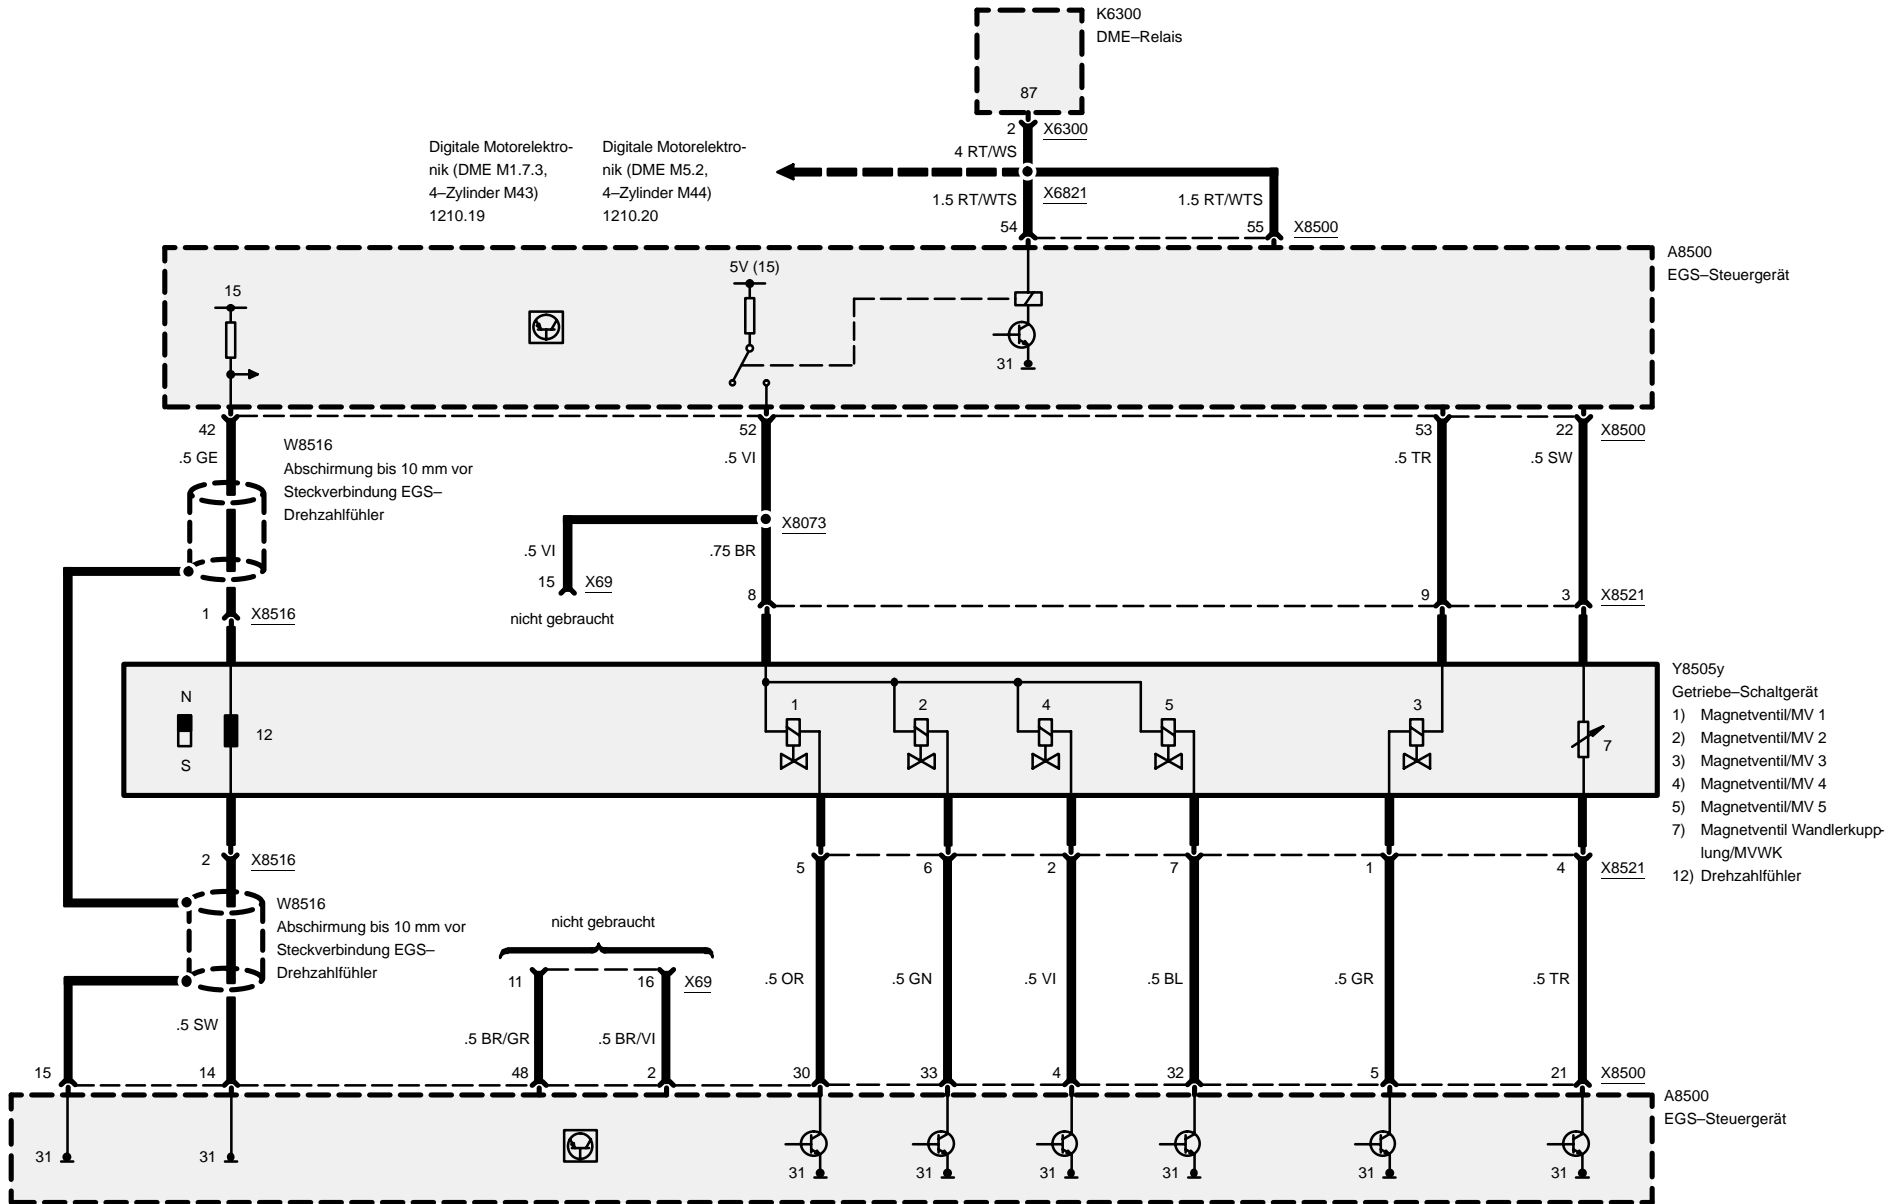 K6300
DME–Relais
87
2
X6300
4 RT/WS
Digitale Motorelektro-
nik (DME M1.7.3,
4–Zylinder M43)
1210.19
Digitale Motorelektro-
nik (DME M5.2,
4–Zylinder M44)
1210.20
1.5 RT/WTS
X6821
1.5 RT/WTS
54
55
X8500
A8500
EGS–Steuergerät
15
5V (15)
31
42
52
53
22
X8500
.5 GE
.5 VI
.5 TR
.5 SW
W8516
Abschirmung bis 10 mm vor
Steckverbindung EGS–
Drehzahlfühler
X8073
.5 VI
.75 BR
15
X69
nicht gebraucht
1
X8516
8
9
3
X8521
N
S
12
1
2
4
5
3
7
Y8505y
Getriebe–Schaltgerät
1) Magnetventil/MV 1
2) Magnetventil/MV 2
3) Magnetventil/MV 3
4) Magnetventil/MV 4
5) Magnetventil/MV 5
7) Magnetventil Wandlerkupp-
lung/MVWK
12) Drehzahlfühler
2
X8516
5
6
2
7
1
4
X8521
W8516
Abschirmung bis 10 mm vor
Steckverbindung EGS–
Drehzahlfühler
nicht gebraucht
11
16
X69
.5 OR
.5 GN
.5 VI
.5 BL
.5 GR
.5 TR
.5 SW
.5 BR/GR
.5 BR/VI
15
14
48
2
30
33
4
32
5
21
X8500
A8500
EGS–Steuergerät
31
31
31
31
31
31
31
31